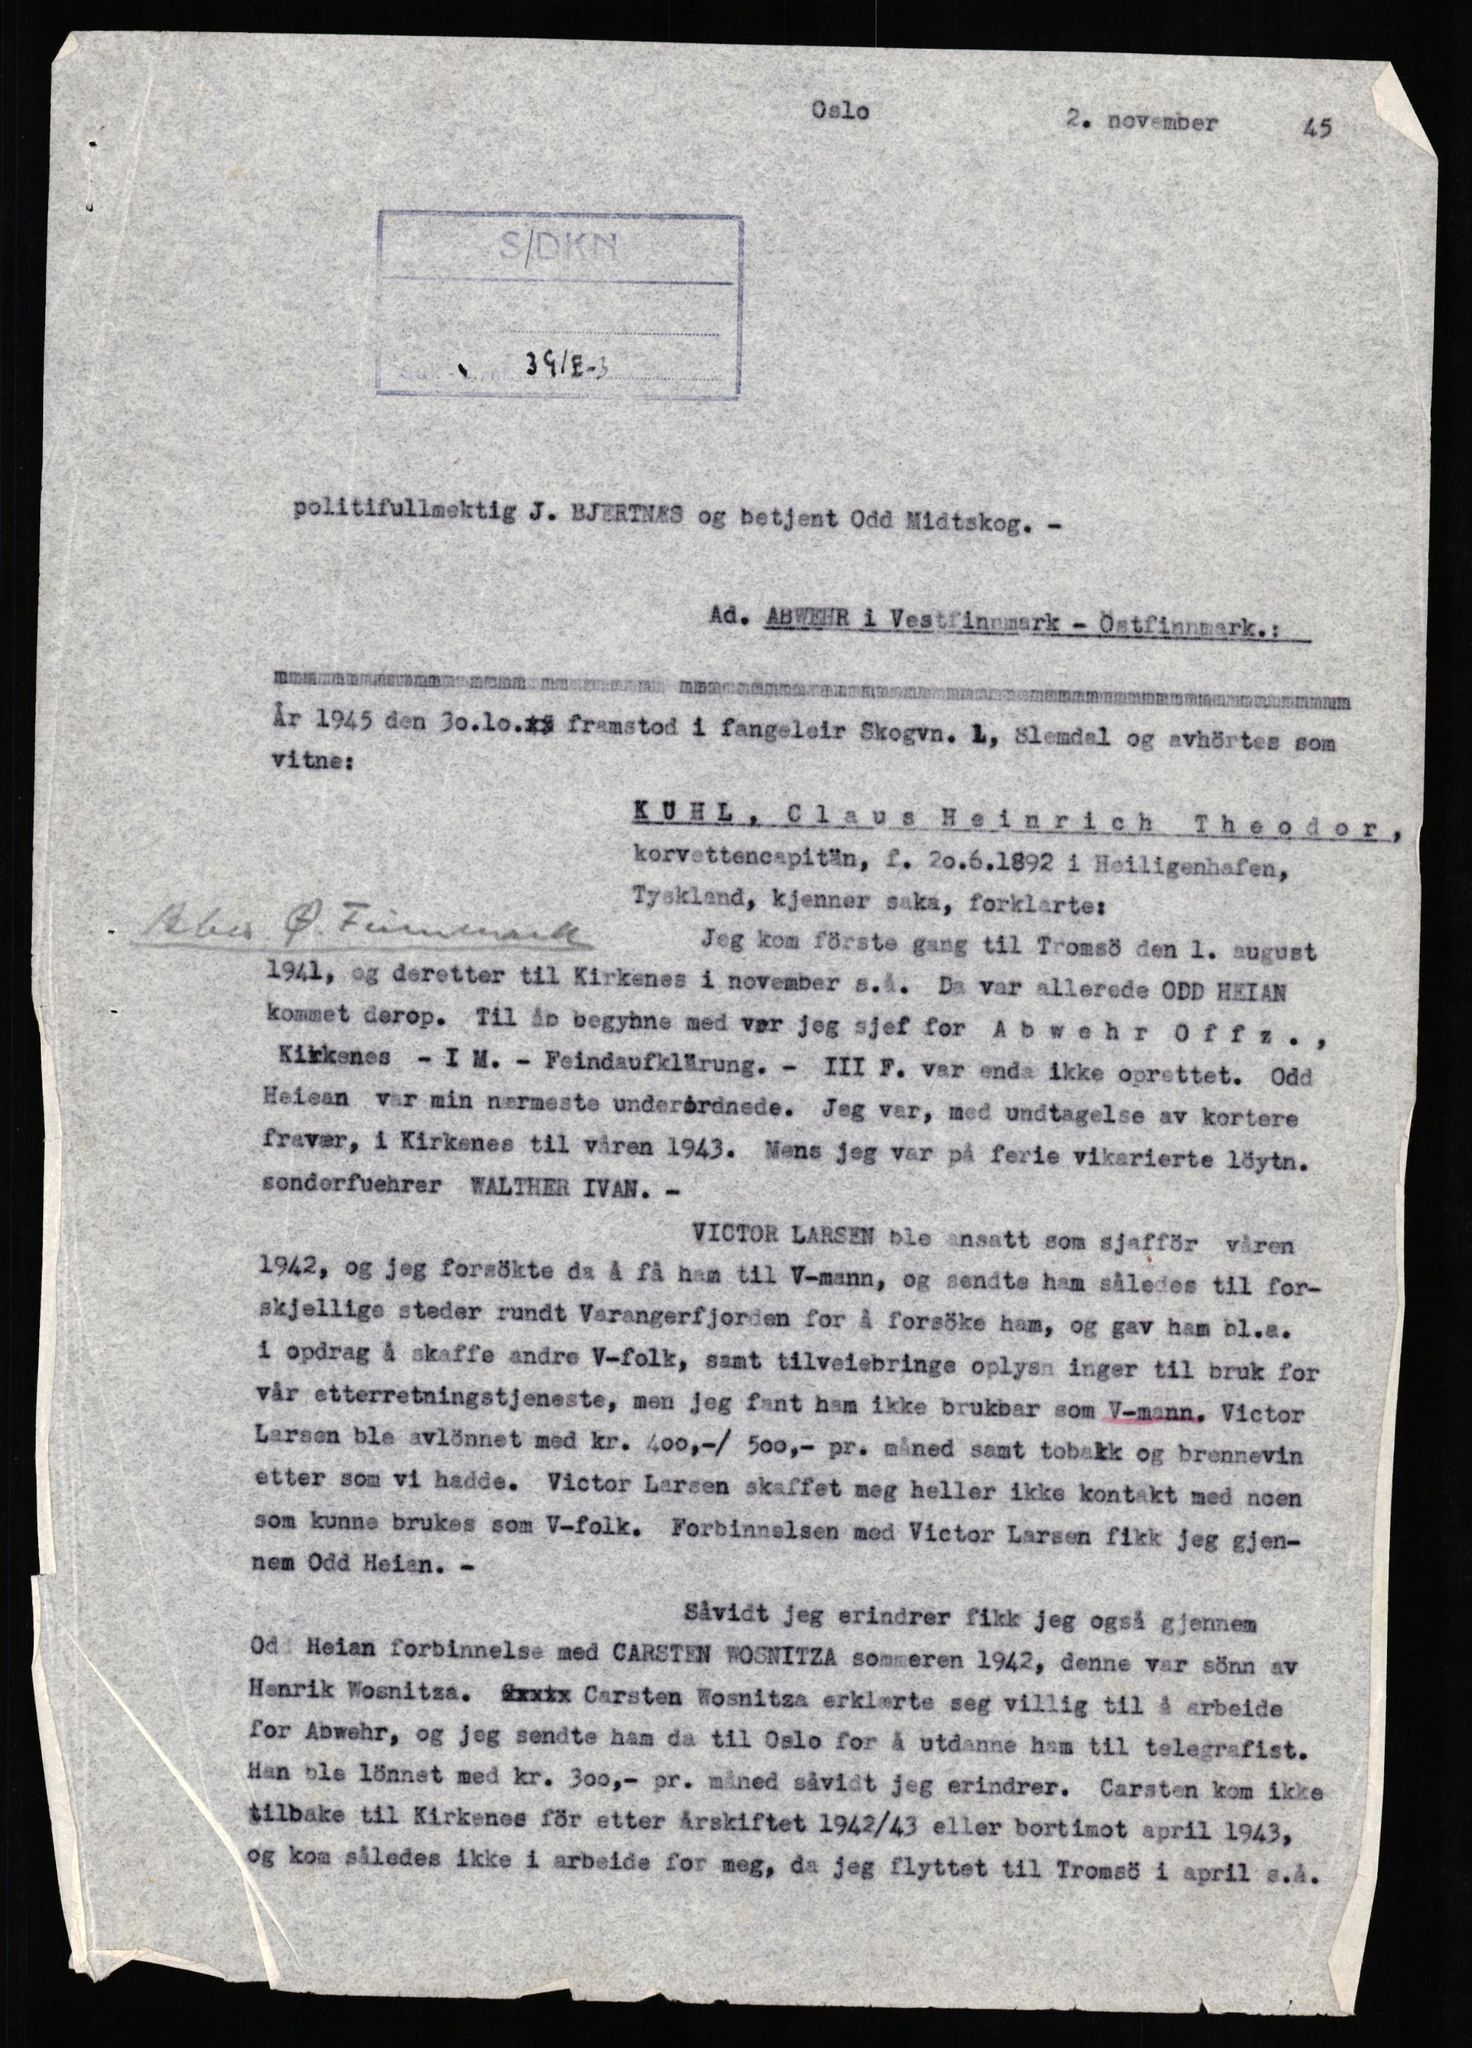 Oslo 2. november 45
S/DKN
39/E-3
politifullmektig J. BJERTNÆS og betjent Odd Midtskog. -
Ad. ABWEHR i Vestfinnmark - Östfinnmark.:
År 1945 den 30.10. framstod i fangeleir Skogvn. 1, Slemdal og avhörtes som
vitne:
KUHL, Claus Heinrich Theodor,
korvettencapitän, f. 20.6.1892 i Heiligenhafen,
Tyskland, kjenner saka, forklarte:
Ø. Finnmark
Jeg kom förste gang til Tromsö den 1. august
1941, og deretter til Kirkenes i november s.å. Da var allerede ODD HEIAN
kommet derop. Til å begynne med var jeg sjef for Abwehr Offz.,
Kirkenes - I M. - Feindaufklärung. - III F. var enda ikke oprettet. Odd
Heiean var min nærmeste underordnede. Jeg var, med undtagelse av kortere
fravær, i Kirkenes til våren 1943. Mens jeg var på ferie vikarierte löytn.
sonderfuehrer WALTHER IVAN. -
VICTOR LARSEN ble ansatt som sjafför våren
1942, og jeg forsökte da å få ham til V-mann, og sendte ham således til for-
skjellige steder rundt Varangerfjorden for å forsöke ham, og gav ham bl.a.
i opdrag å skaffe andre V-folk, samt tilveiebringe oplysn inger til bruk for
vår etterretningstjeneste, men jeg fant ham ikke brukbar som V-mann. Victor
Larsen ble avlönnet med kr. 400,-/ 500,- pr. måned samt tobakk og brennevin
etter som vi hadde. Victor Larsen skaffet meg heller ikke kontakt med noen
som kunne brukes som V-folk. Forbinnelsen med Victor Larsen fikk jeg gjen-
nem Odd Heian. -
Såvidt jeg erindrer fikk jeg også gjennem
Odd Heian forbinnelse med CARSTEN WOSNITZA sommeren 1942, denne var sönn av
Henrik Wosnitza. Carsten Wosnitza erklærte seg villig til å arbeide
for Abwehr, og jeg sendte ham da til Oslo for å utdanne ham til telegrafist.
Han ble lönnet med kr. 300,- pr. måned såvidt jeg erindrer. Carsten kom ikke
tilbake til Kirkenes för etter årskiftet 1942/43 eller bortimot april 1943,
og kom således ikke i arbeide for meg, da jeg flyttet til Tromsö i april s.å.